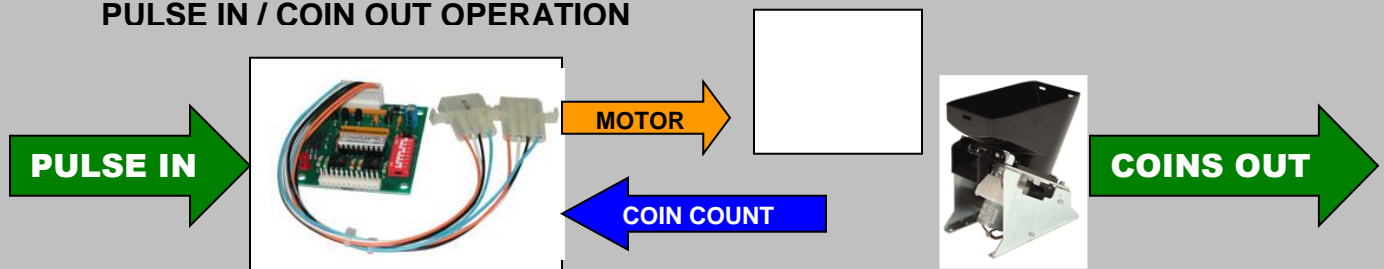 PULSE IN / COIN OUT OPERATION
MOTOR
PULSE IN
COINS OUT
COIN COUNT